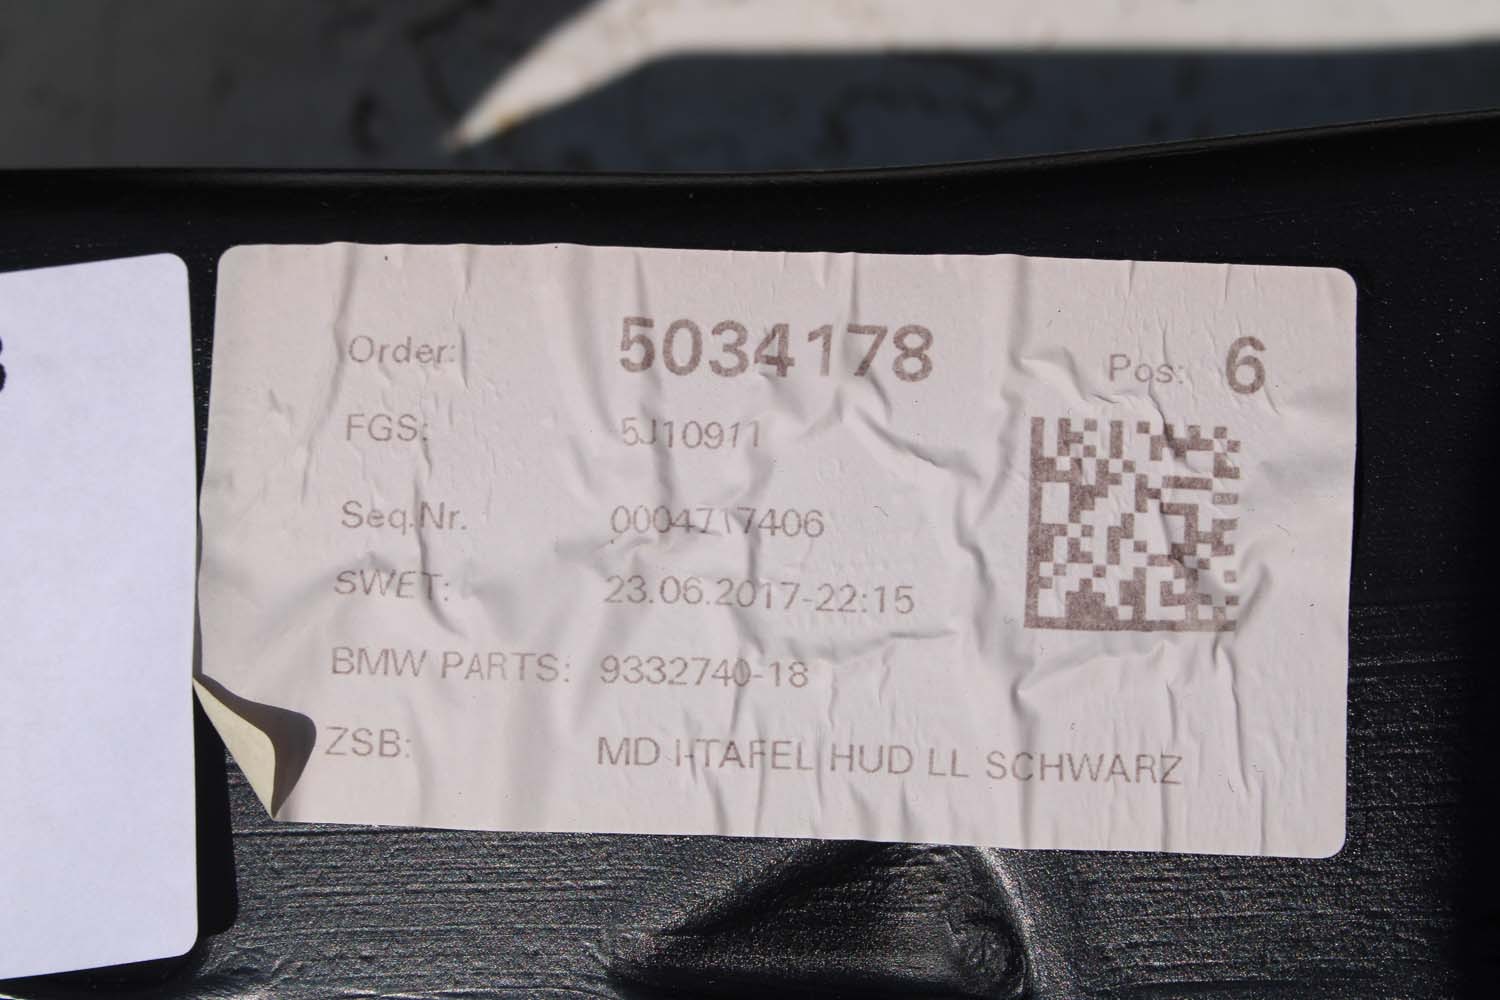 Order: 5034178 Pos: 6
FGS: 5J10911
Seq.Nr. 0004717406
SWET: 23.06.2017-22:15
BMW PARTS: 9332740-18
ZSB: MD I-TAFEL HUD LL SCHWARZ